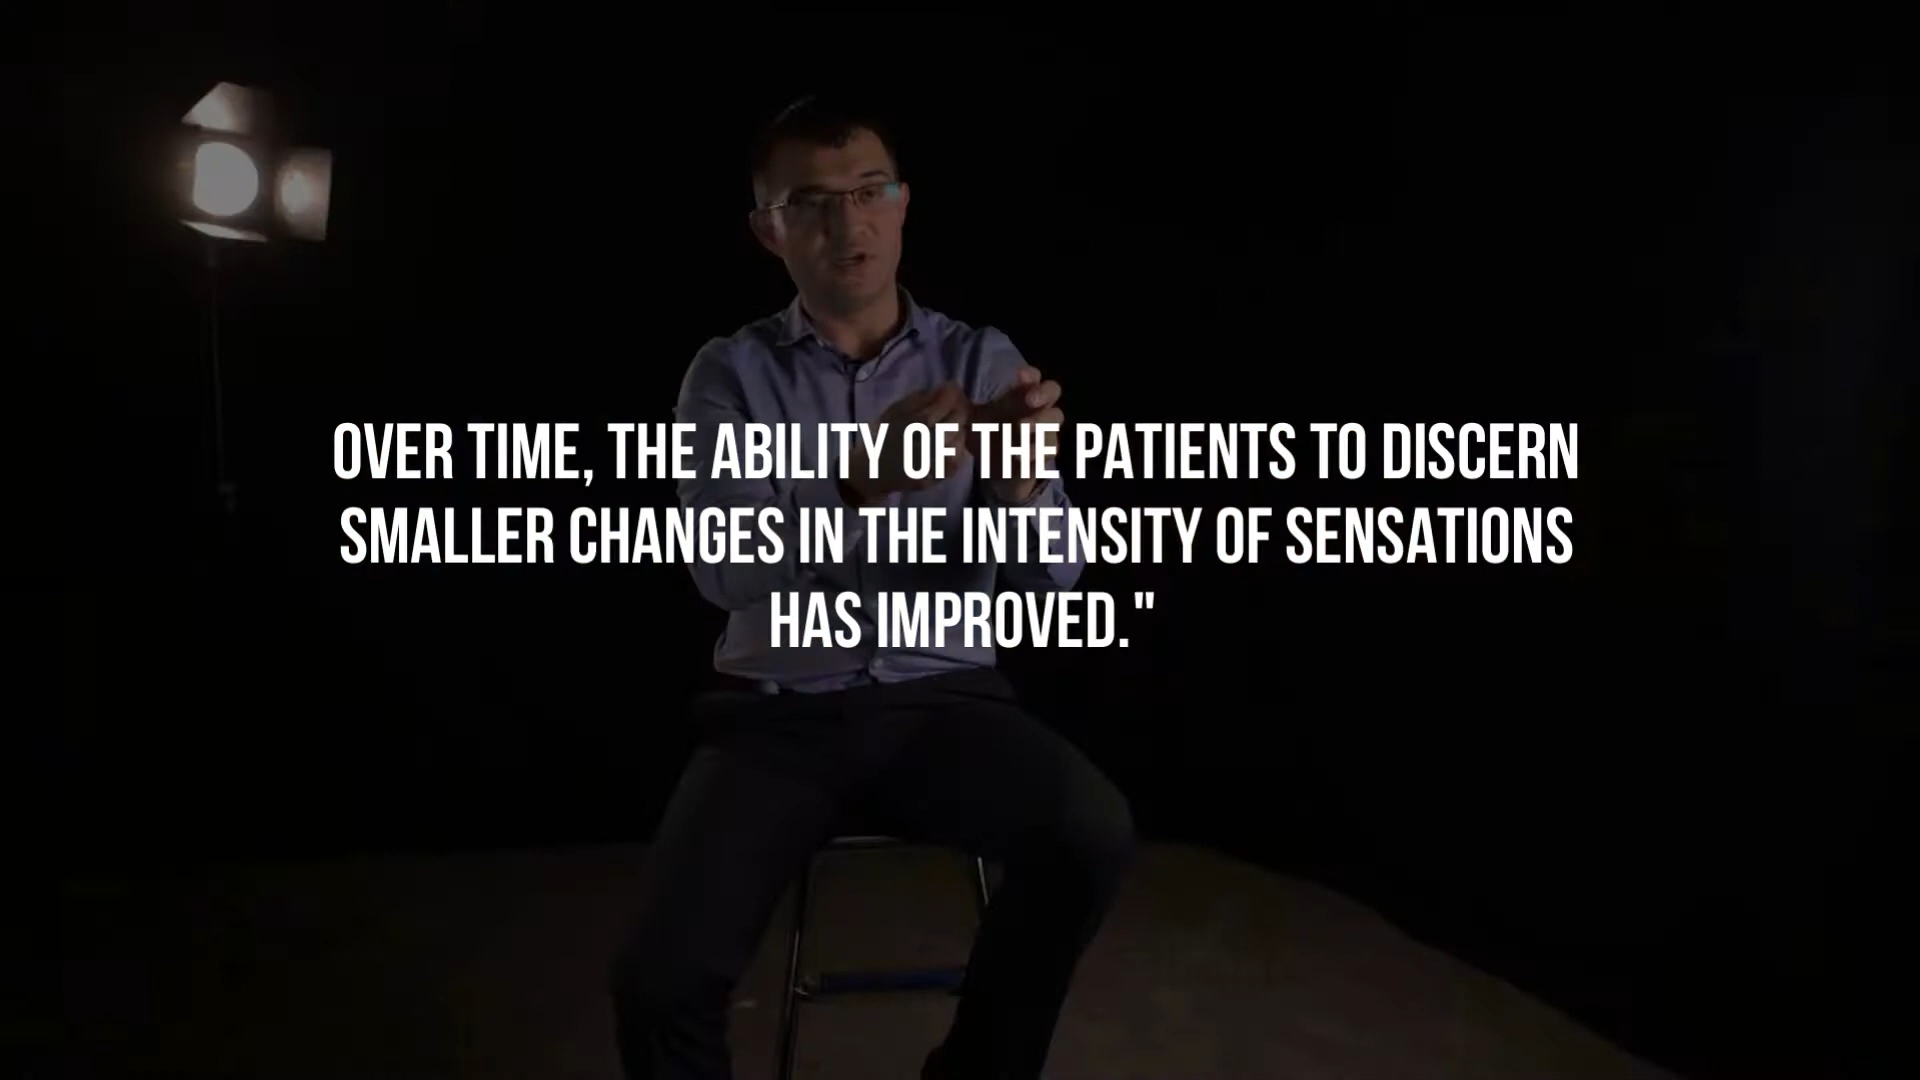 OVER TIME, THE ABILITY OF THE PATIENTS TO DISCERN
SMALLER CHANGES IN THE INTENSITY OF SENSATIONS
HAS IMPROVED."